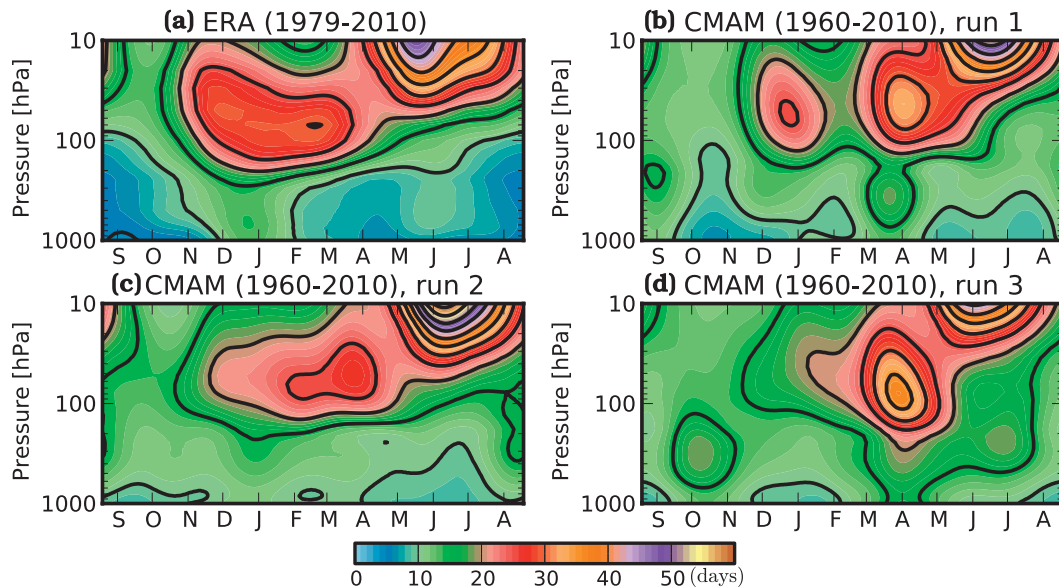 (a) ERA (1979-2010)
(b) CMAM (1960-2010), run 1
Pressure [hPa]
10
100
1000
S O N D J F M A M J J A
Pressure [hPa]
10
100
1000
S O N D J F M A M J J A
(c) CMAM (1960-2010), run 2
(d) CMAM (1960-2010), run 3
Pressure [hPa]
10
100
1000
S O N D J F M A M J J A
Pressure [hPa]
10
100
1000
S O N D J F M A M J J A
0 10 20 30 40 50 (days)